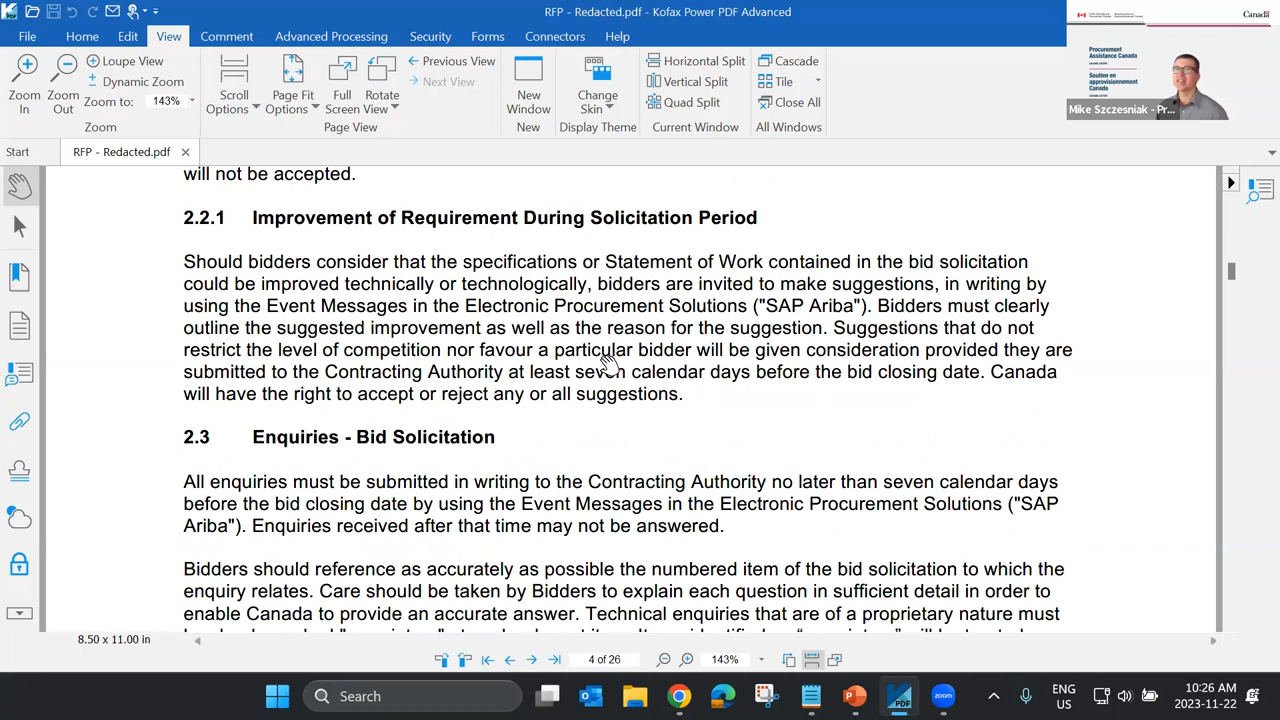 RFP - Redacted.pdf - Kofax Power PDF Advanced
File Home Edit View Comment Advanced Processing Security Forms Connectors Help
Zoom In
Zoom Out
Loupe View
Dynamic Zoom
Zoom to: 143%
Zoom
Scroll Options
Page Fit Options
Full Screen
Rotate View
Previous View
Next View
Page View
New Window
New
Change Skin
Display Theme
Horizontal Split
Vertical Split
Quad Split
Current Window
Cascade
Tile
Close All
All Windows
Canada
Procurement
Assistance Canada
Soutien en
approvisionnement
Canada
Mike Szczesniak - Pr...
Start RFP - Redacted.pdf
will not be accepted.
2.2.1 Improvement of Requirement During Solicitation Period
Should bidders consider that the specifications or Statement of Work contained in the bid solicitation
could be improved technically or technologically, bidders are invited to make suggestions, in writing by
using the Event Messages in the Electronic Procurement Solutions ("SAP Ariba"). Bidders must clearly
outline the suggested improvement as well as the reason for the suggestion. Suggestions that do not
restrict the level of competition nor favour a particular bidder will be given consideration provided they are
submitted to the Contracting Authority at least seven calendar days before the bid closing date. Canada
will have the right to accept or reject any or all suggestions.
2.3 Enquiries - Bid Solicitation
All enquiries must be submitted in writing to the Contracting Authority no later than seven calendar days
before the bid closing date by using the Event Messages in the Electronic Procurement Solutions ("SAP
Ariba"). Enquiries received after that time may not be answered.
Bidders should reference as accurately as possible the numbered item of the bid solicitation to which the
enquiry relates. Care should be taken by Bidders to explain each question in sufficient detail in order to
enable Canada to provide an accurate answer. Technical enquiries that are of a proprietary nature must
8.50 x 11.00 in
4 of 26
143%
Search
PDF
zoom
ENG
US
10:26 AM
2023-11-22